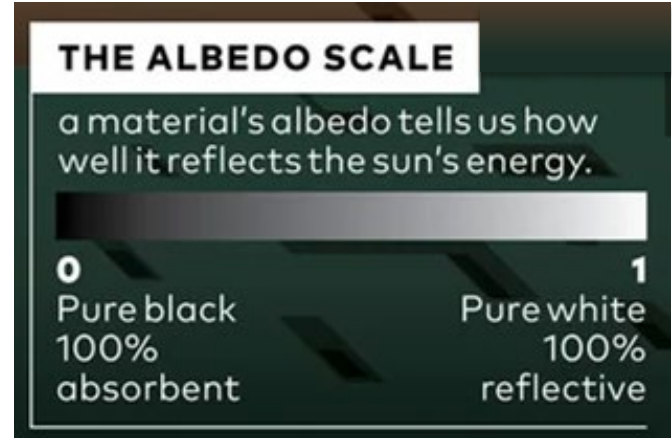 THE ALBEDO SCALE
a material's albedo tells us how
well it reflects the sun's energy.
0 1
Pure black Pure white
100% 100%
absorbent reflective